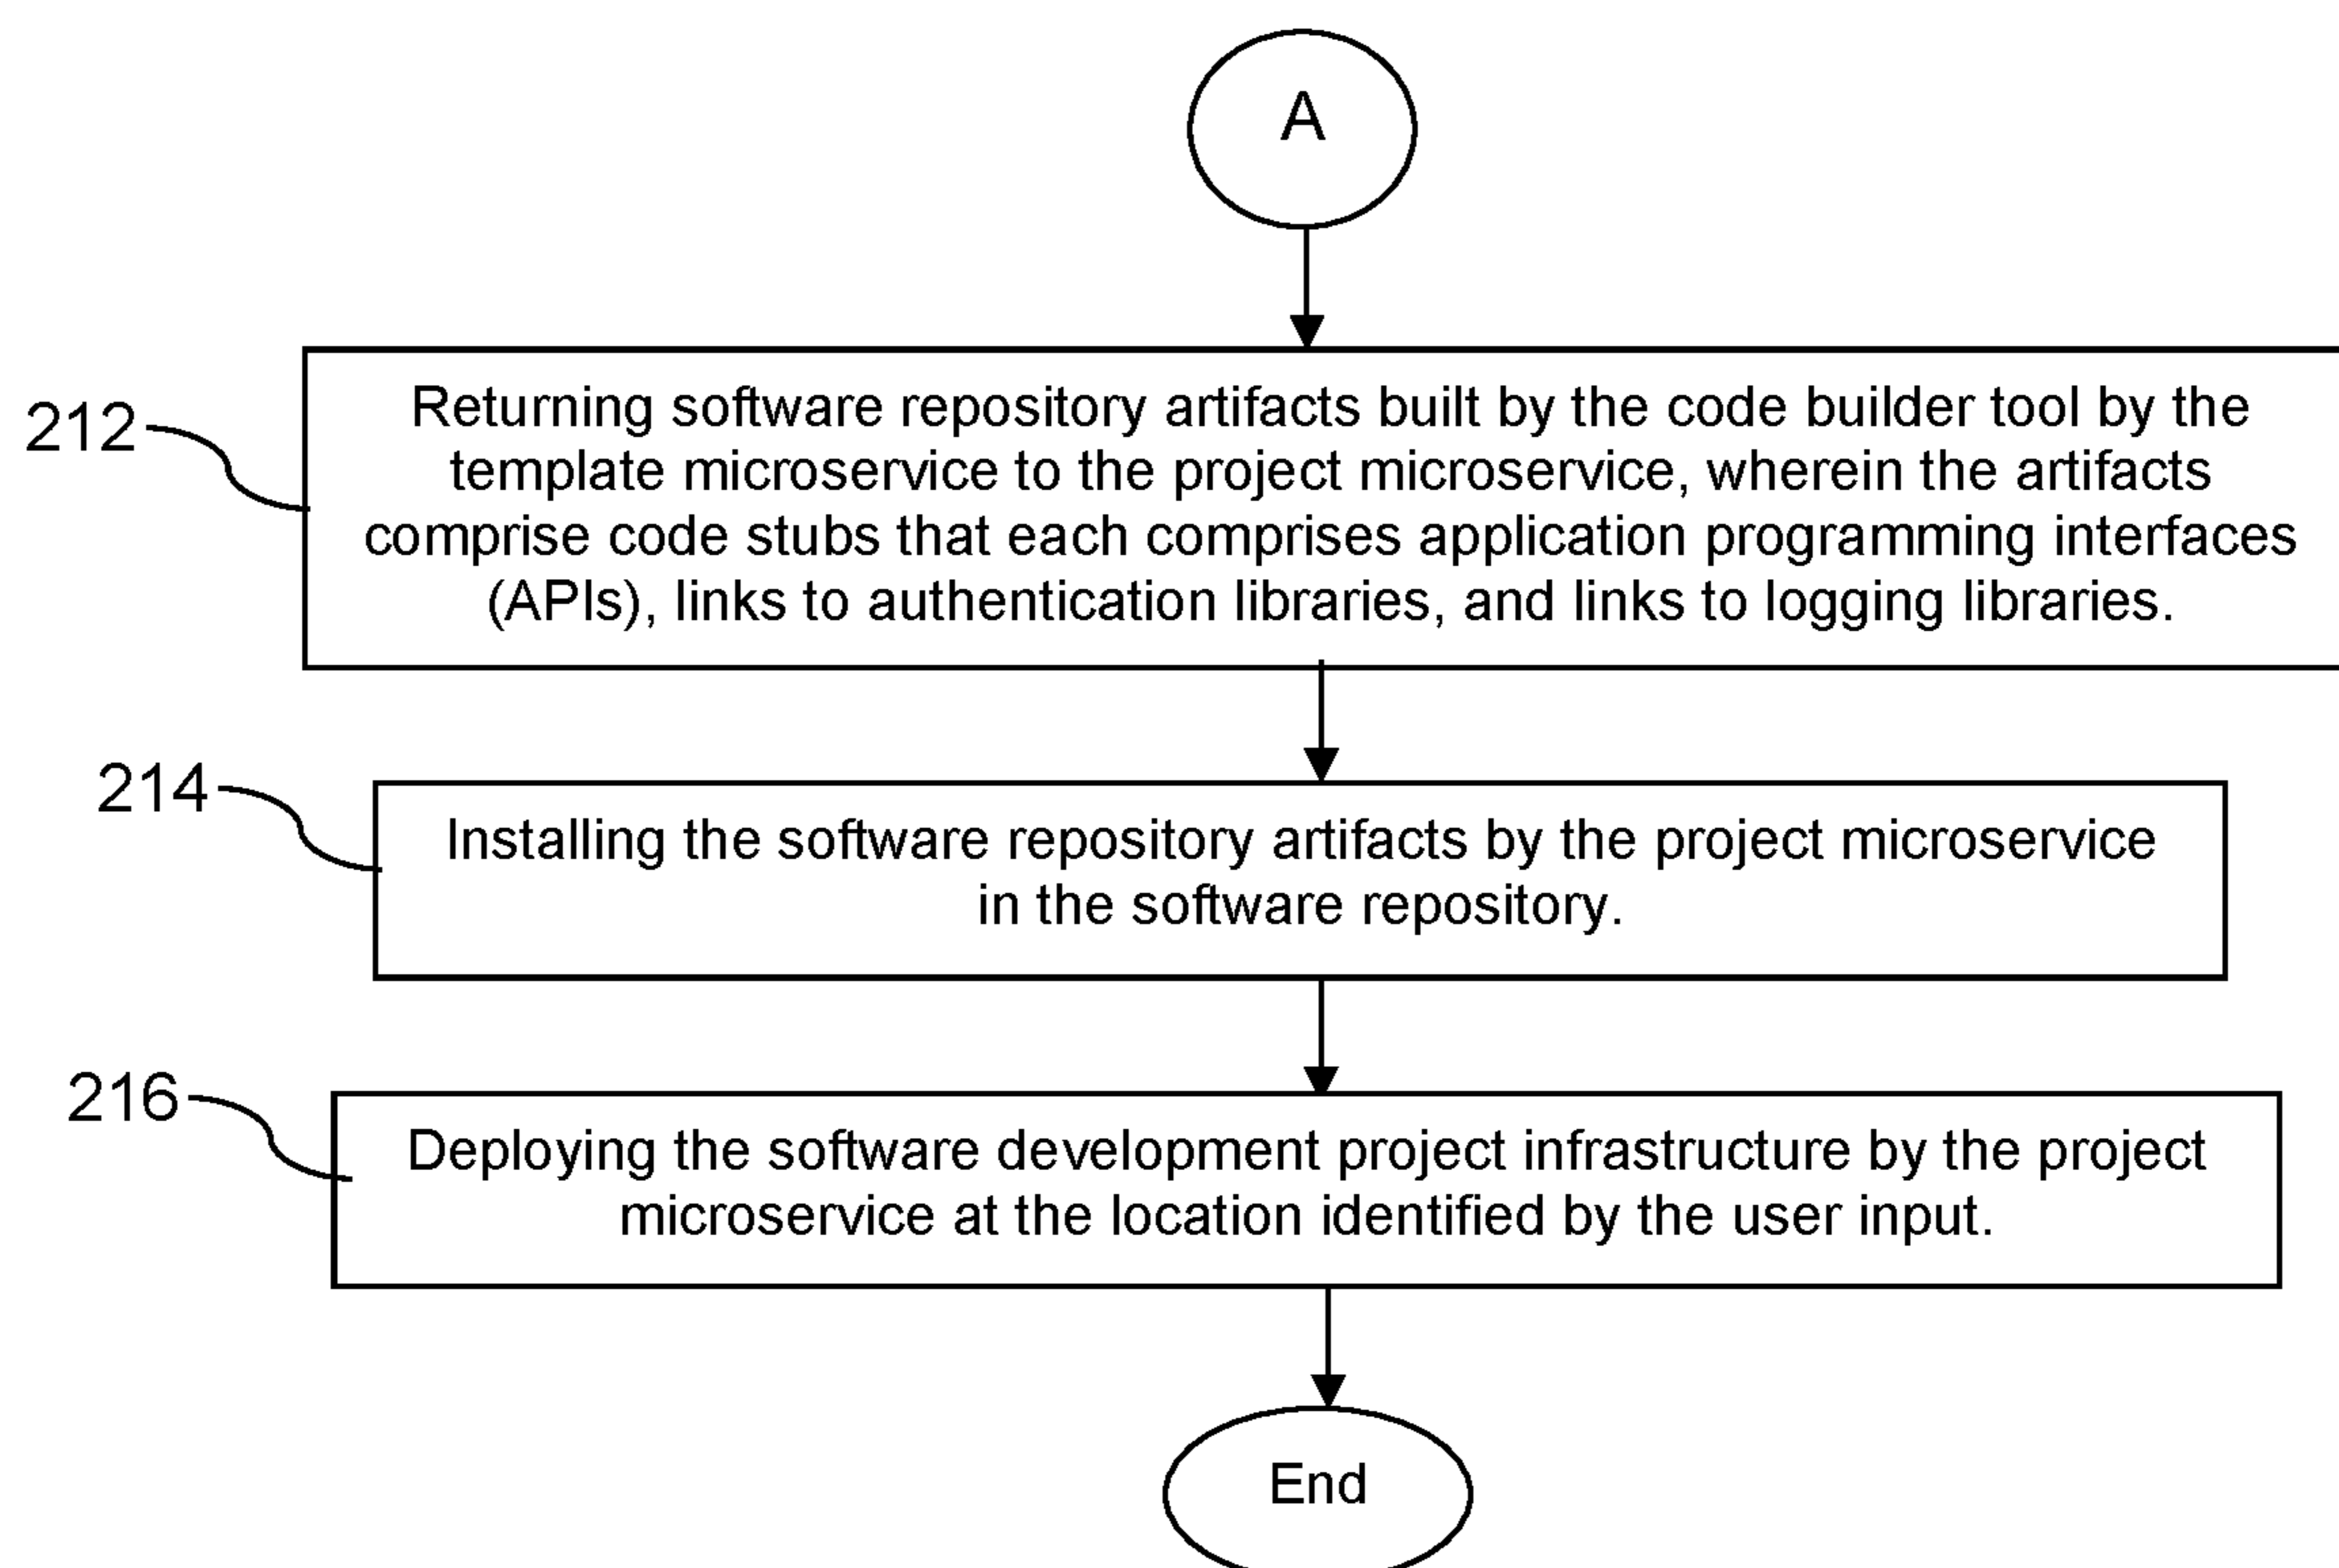 A
212
Returning software repository artifacts built by the code builder tool by the
template microservice to the project microservice, wherein the artifacts
comprise code stubs that each comprises application programming interfaces
(APIs), links to authentication libraries, and links to logging libraries.
214
Installing the software repository artifacts by the project microservice
in the software repository.
216
Deploying the software development project infrastructure by the project
microservice at the location identified by the user input.
End